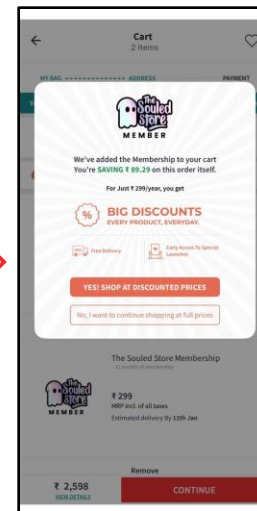 Cart
2 Items
MY BAG
ADDRESS
PAYMENT
The
Souled
Store
MEMBER
We've added the Membership to your cart
You're SAVING ₹ 89.29 on this order itself.
For Just ₹ 299/year, you get
%
BIG DISCOUNTS
EVERY PRODUCT, EVERYDAY.
Free Delivery
Early Access To Special
Launches
YES! SHOP AT DISCOUNTED PRICES
No, I want to continue shopping at full prices
The Souled Store Membership
12 months of Membership
The
Souled
Store
MEMBER
₹ 299
MRP incl. of all taxes
Estimated delivery By 11th Jan
Remove
₹ 2,598
VIEW DETAILS
CONTINUE